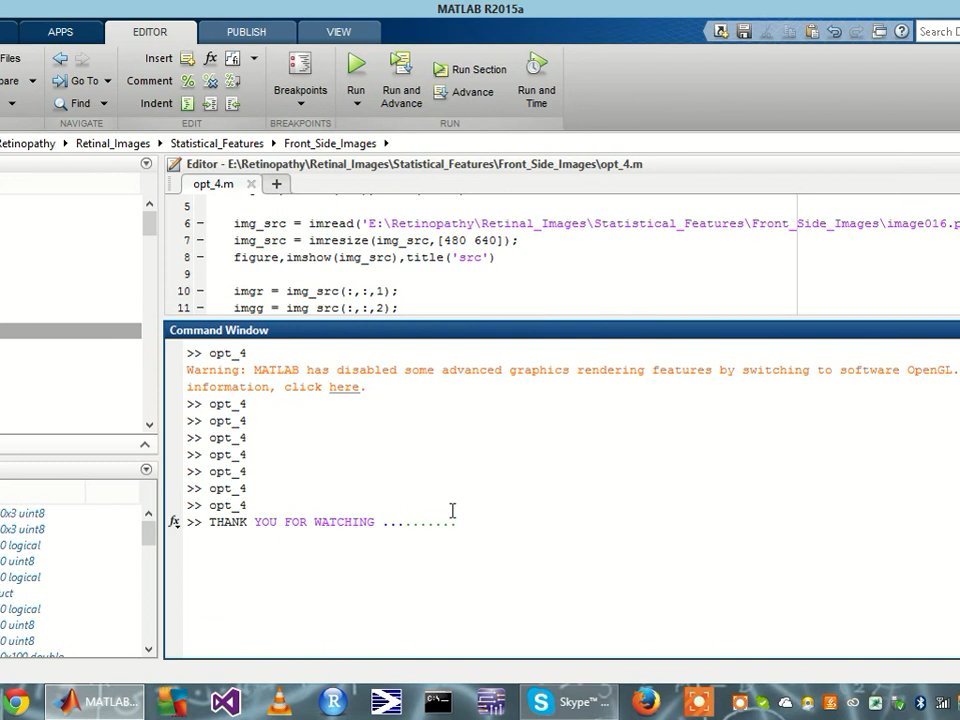 MATLAB R2015a
APPS
EDITOR
PUBLISH
VIEW
Search D
Files
Insert
fx
pare
Go To
Comment
Find
Indent
Breakpoints
Run
Run and
Advance
Run Section
Advance
Run and
Time
NAVIGATE
EDIT
BREAKPOINTS
RUN
Retinopathy
Retinal_Images
Statistical_Features
Front_Side_Images
Editor - E:\Retinopathy\Retinal_Images\Statistical_Features\Front_Side_Images\opt_4.m
opt_4.m
5
6 - img_src = imread('E:\Retinopathy\Retinal_Images\Statistical_Features\Front_Side_Images\image016.p
7 - img_src = imresize(img_src,[480 640]);
8 - figure,imshow(img_src),title('src')
9
10 - imgr = img_src(:,:,1);
11 - imgg = img_src(:,:,2);
Command Window
>> opt_4
Warning: MATLAB has disabled some advanced graphics rendering features by switching to software OpenGL.
information, click here.
>> opt_4
>> opt_4
>> opt_4
>> opt_4
>> opt_4
>> opt_4
>> opt_4
fx >> THANK YOU FOR WATCHING ..........
0x3 uint8
0x3 uint8
0 logical
0 uint8
0 logical
uct
0 logical
0 uint8
0 uint8
0x100 double
MATLAB...
Skype™ ...